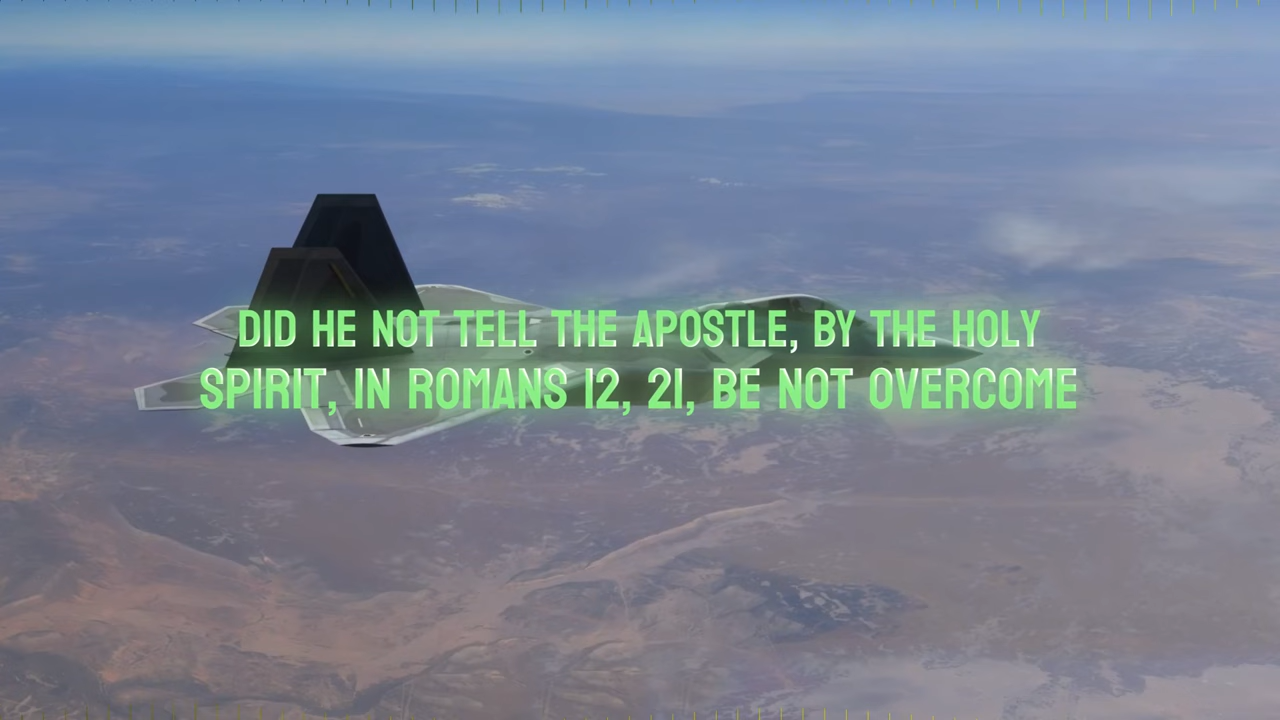 DID HE NOT TELL THE APOSTLE, BY THE HOLY
SPIRIT, IN ROMANS 12, 21, BE NOT OVERCOME